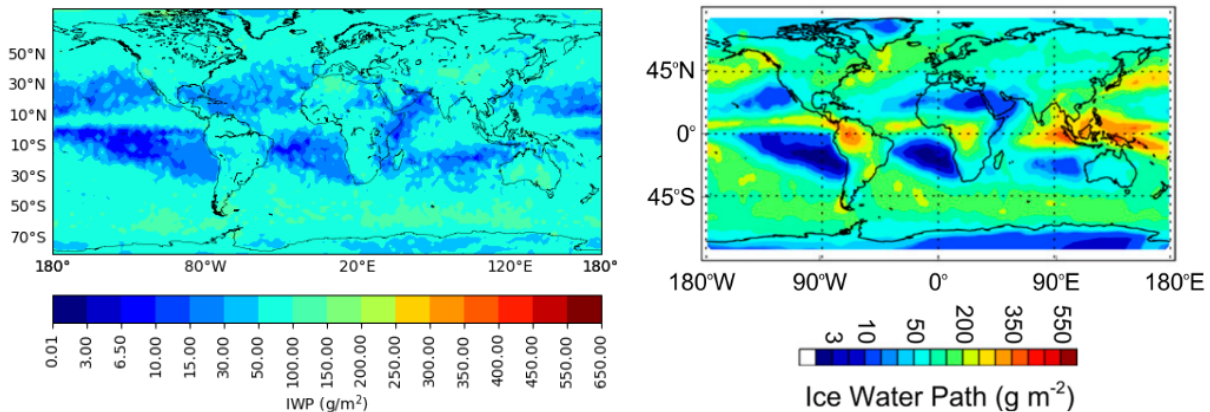 50°N
30°N
10°N
10°S
30°S
50°S
70°S
180°
80°W
20°E
120°E
180°
0.01
3.00
6.50
10.00
15.00
30.00
50.00
100.00
150.00
200.00
250.00
300.00
350.00
400.00
450.00
550.00
650.00
IWP (g/m²)
45°N
0°
45°S
180°W
90°W
0°
90°E
180°E
3
10
50
200
350
550
Ice Water Path (g m⁻²)